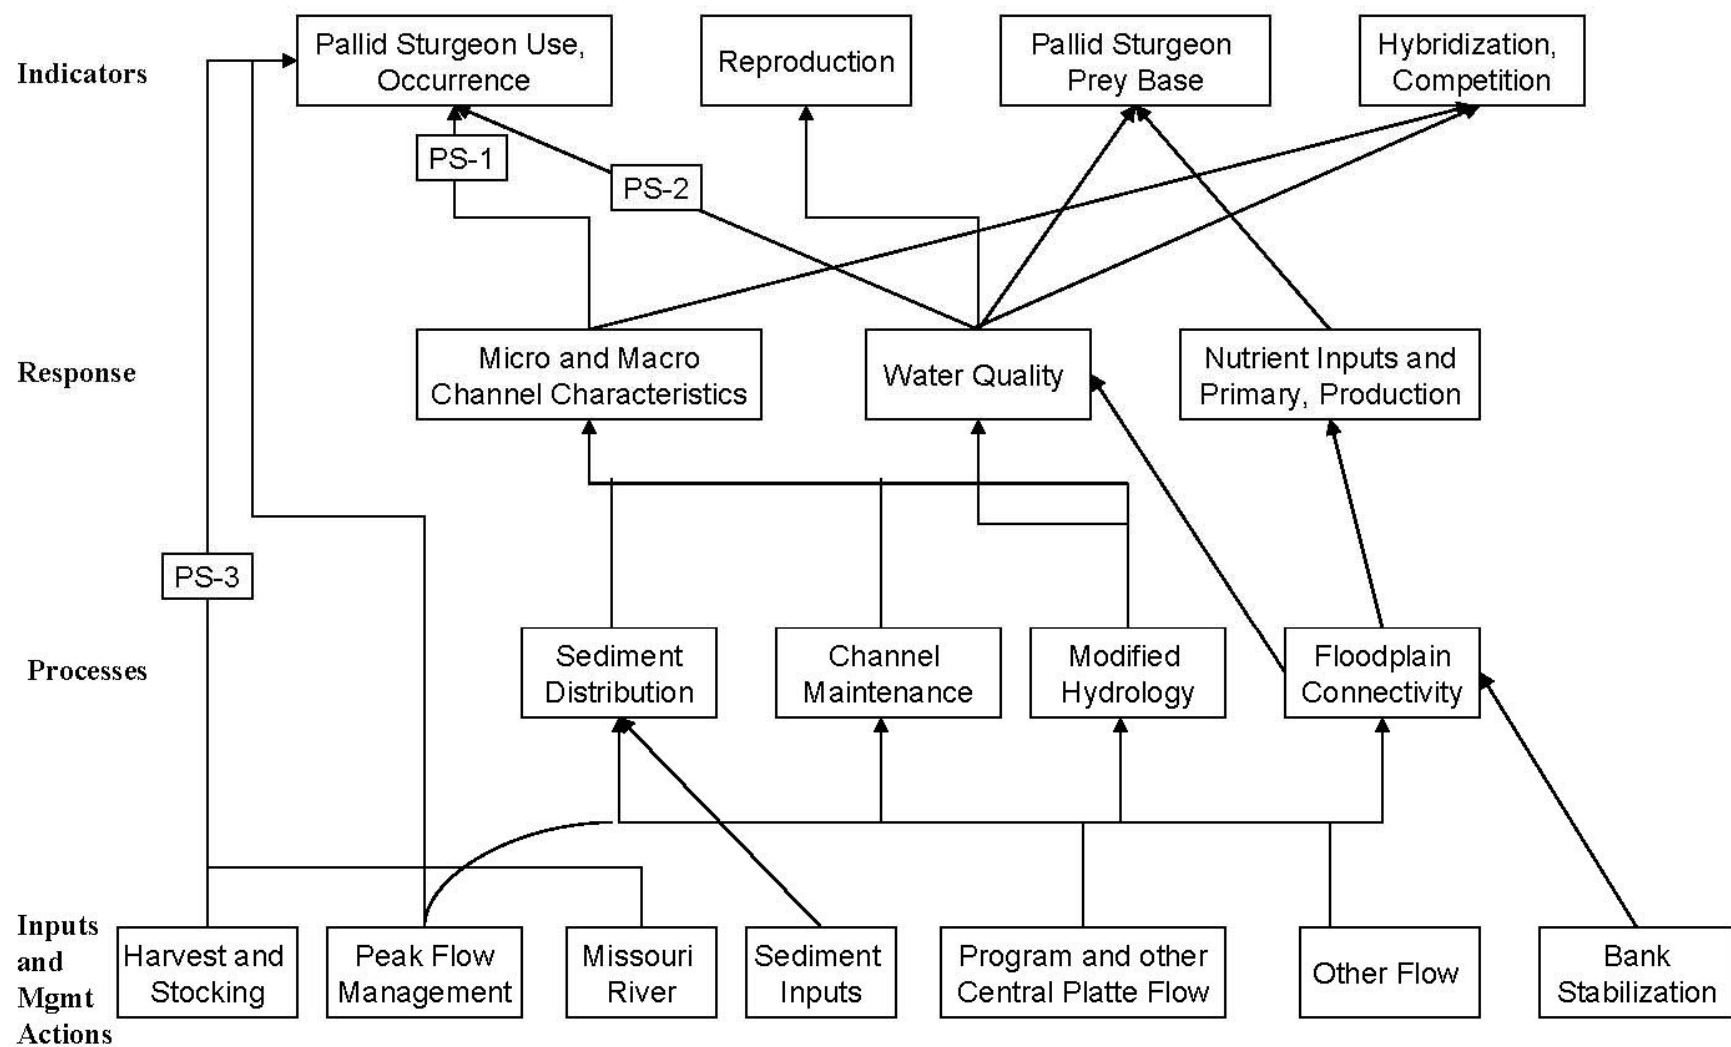 Indicators
Pallid Sturgeon Use,
Occurrence
Reproduction
Pallid Sturgeon
Prey Base
Hybridization,
Competition
PS-1
PS-2
Response
Micro and Macro
Channel Characteristics
Water Quality
Nutrient Inputs and
Primary, Production
PS-3
Processes
Sediment
Distribution
Channel
Maintenance
Modified
Hydrology
Floodplain
Connectivity
Inputs
and
Mgmt
Actions
Harvest and
Stocking
Peak Flow
Management
Missouri
River
Sediment
Inputs
Program and other
Central Platte Flow
Other Flow
Bank
Stabilization